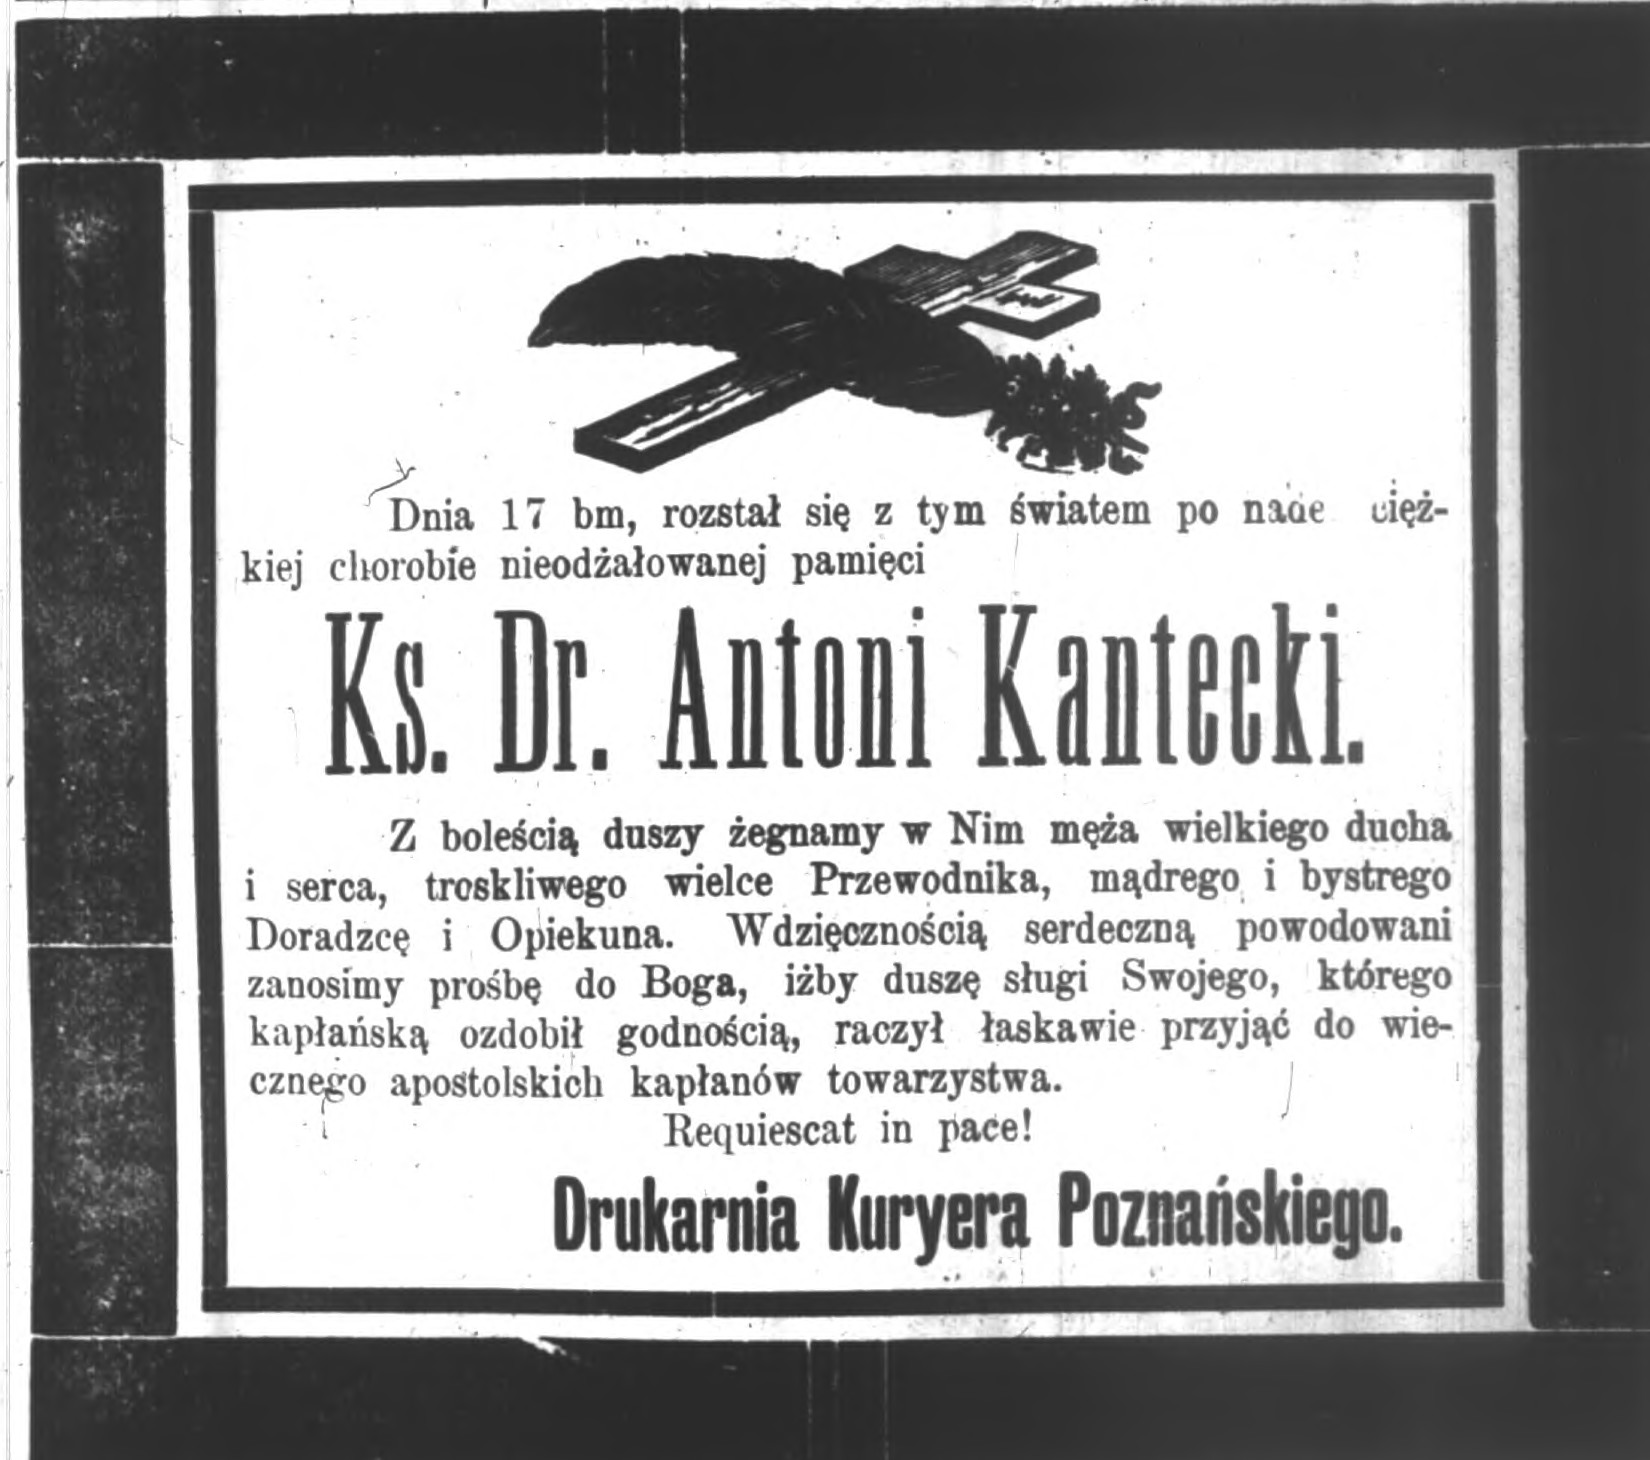 Dnia 17 bm, rozstał się z tym światem po cięż-
kiej chorobie nieodżałowanej pamięci
Ks. Dr. Antoni Kantecki.
Z boleścią duszy żegnamy w Nim męża wielkiego ducha
i serca, troskliwego wielce Przewodnika, mądrego i bystrego
Doradzcę i Opiekuna. Wdzięcznością serdeczną powodowani
zanosimy prośbę do Boga, iżby duszę sługi Swojego, którego
kapłańską ozdobił godnością, raczył łaskawie przyjąć do wie-
cznego apostolskich kapłanów towarzystwa.
Requiescat in pace!
Drukarnia Kuryera Poznańskiego.